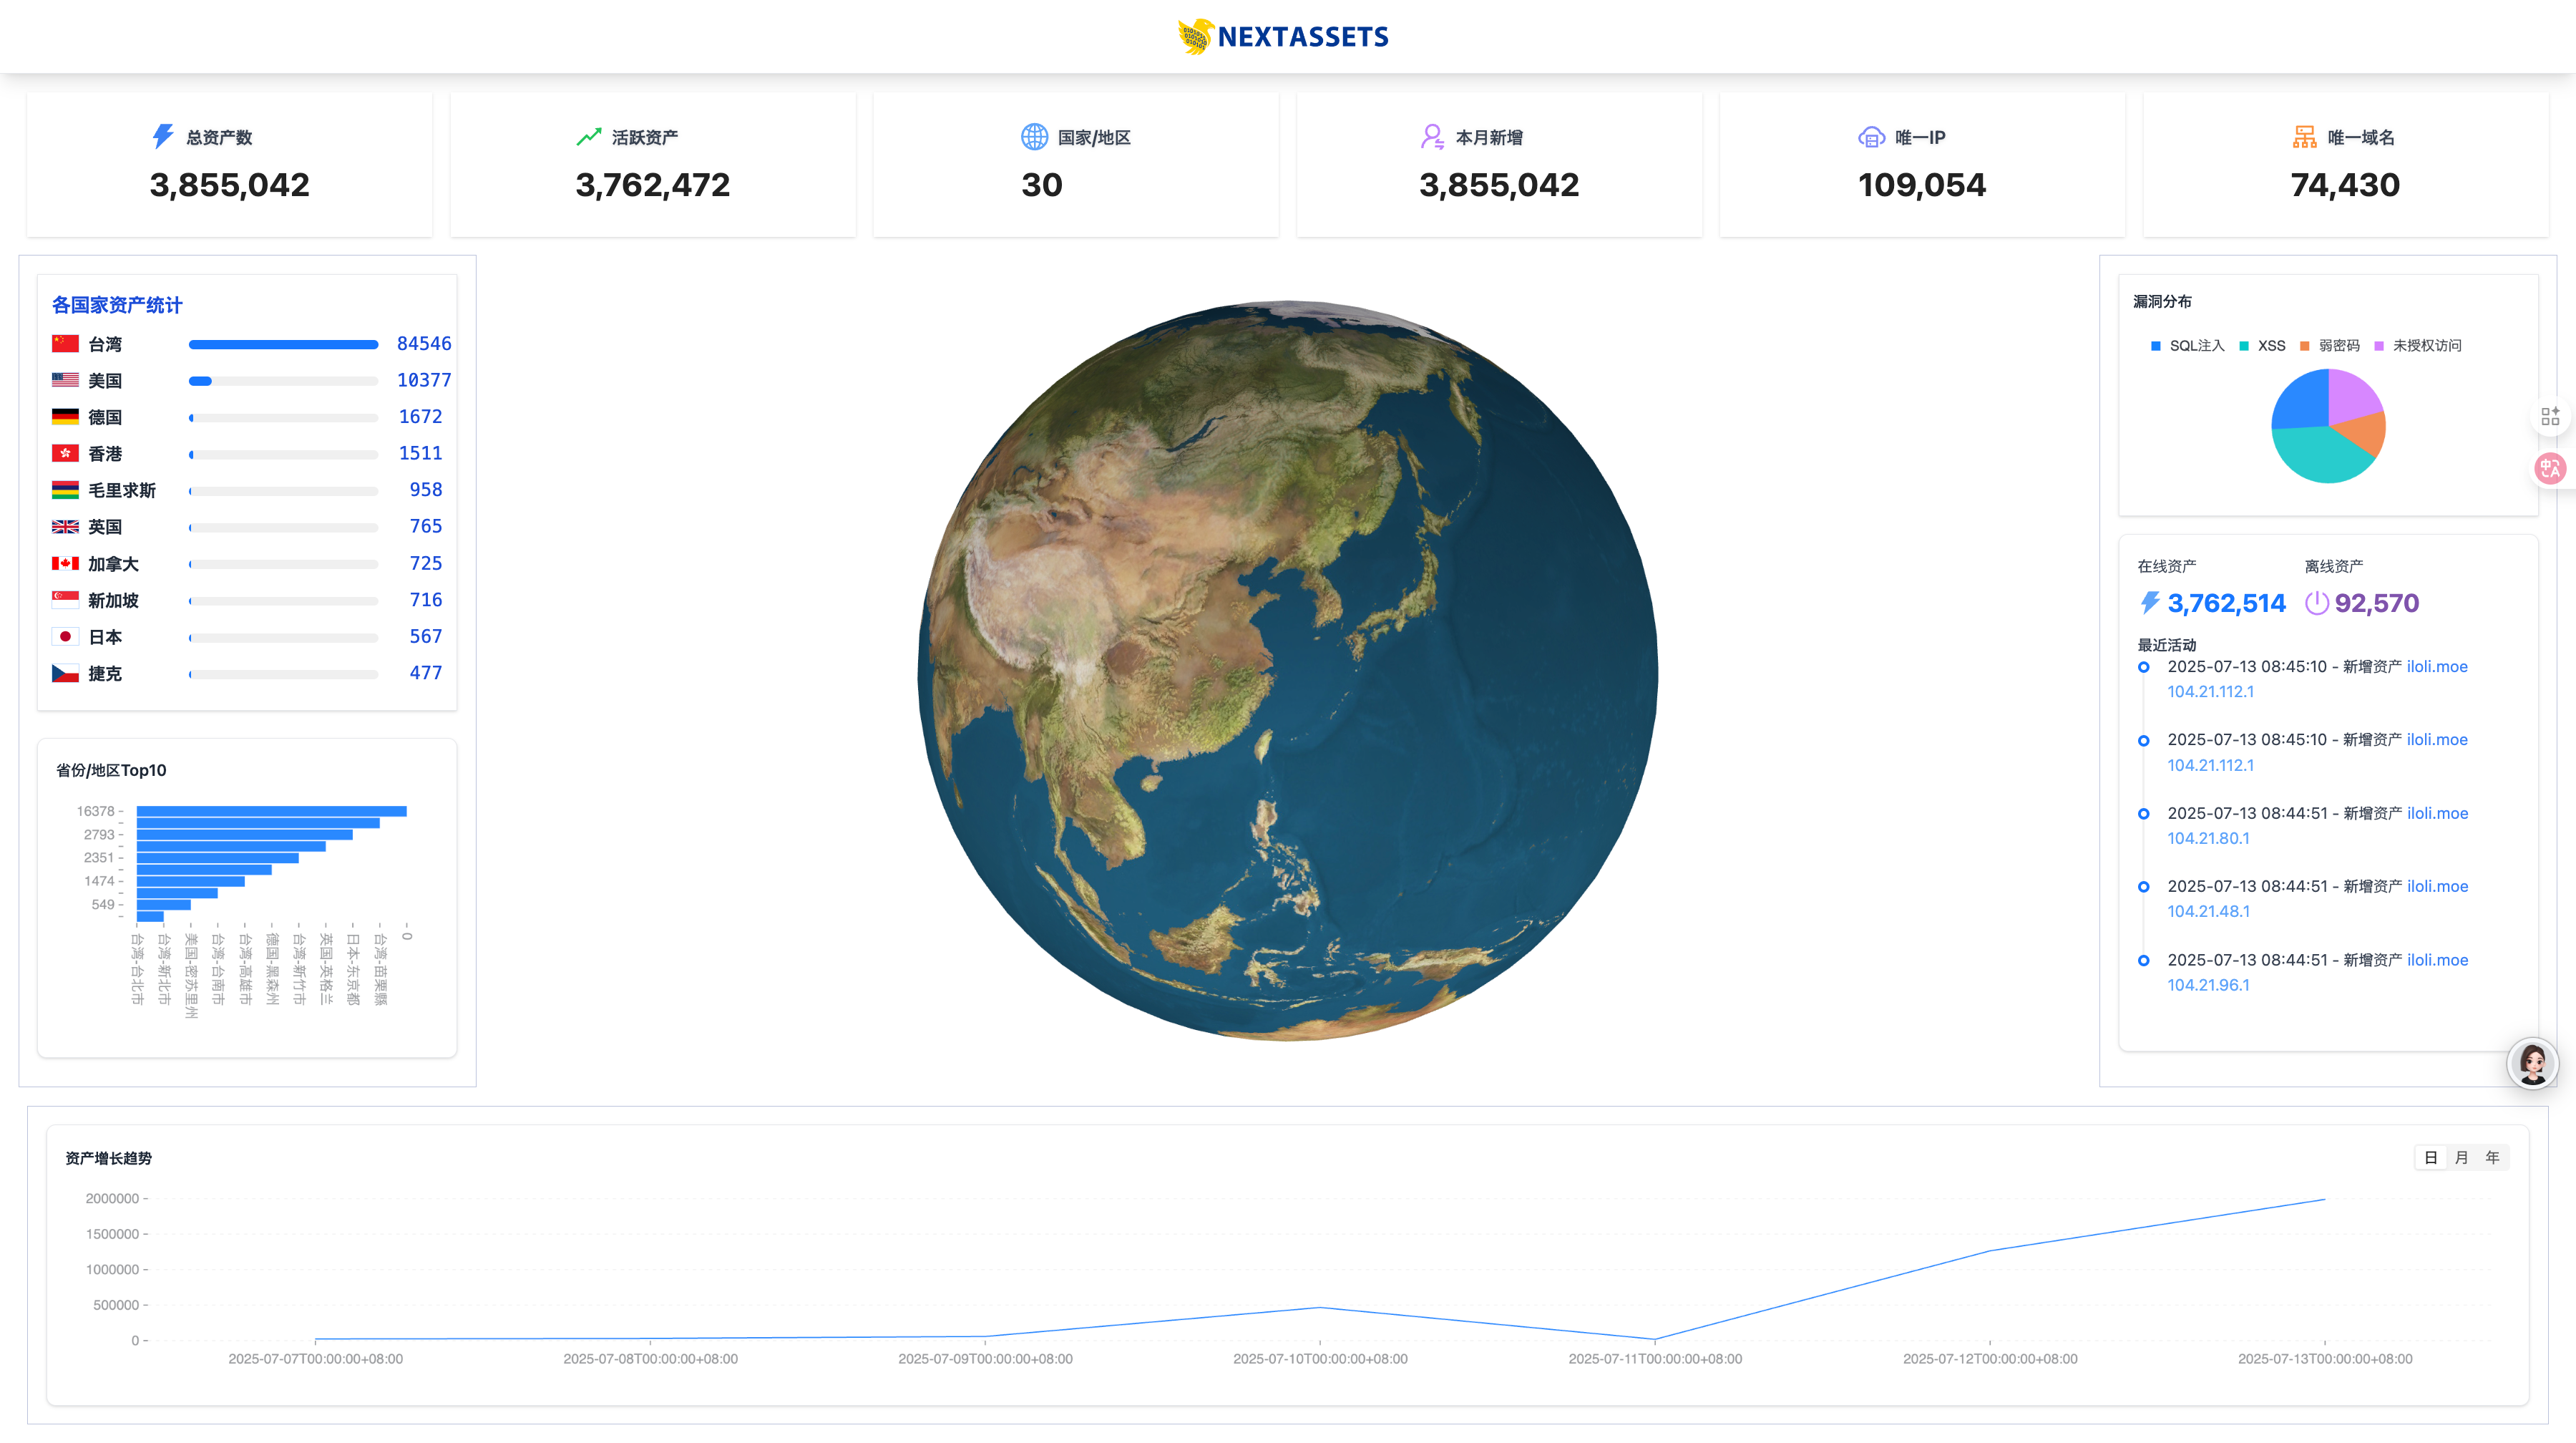 NEXTASSETS
总资产数
3,855,042
活跃资产
3,762,472
国家/地区
30
本月新增
3,855,042
唯一IP
109,054
唯一域名
74,430
各国家资产统计
台湾 84546
美国 10377
德国 1672
香港 1511
毛里求斯 958
英国 765
加拿大 725
新加坡 716
日本 567
捷克 477
省份/地区Top10
16378
2793
2351
1474
549
台湾-台北市
台湾-新北市
美国-密苏里州
台湾-台南市
台湾-高雄市
德国-黑森州
台湾-新竹市
英国-英格兰
日本-东京都
台湾-苗栗縣
0
漏洞分布
SQL注入 XSS 弱密码 未授权访问
在线资产 离线资产
3,762,514 92,570
最近活动
2025-07-13 08:45:10 - 新增资产 iloli.moe
104.21.112.1
2025-07-13 08:45:10 - 新增资产 iloli.moe
104.21.112.1
2025-07-13 08:44:51 - 新增资产 iloli.moe
104.21.80.1
2025-07-13 08:44:51 - 新增资产 iloli.moe
104.21.48.1
2025-07-13 08:44:51 - 新增资产 iloli.moe
104.21.96.1
资产增长趋势
日 月 年
2000000
1500000
1000000
500000
0
2025-07-07T00:00:00+08:00 2025-07-08T00:00:00+08:00 2025-07-09T00:00:00+08:00 2025-07-10T00:00:00+08:00 2025-07-11T00:00:00+08:00 2025-07-12T00:00:00+08:00 2025-07-13T00:00:00+08:00